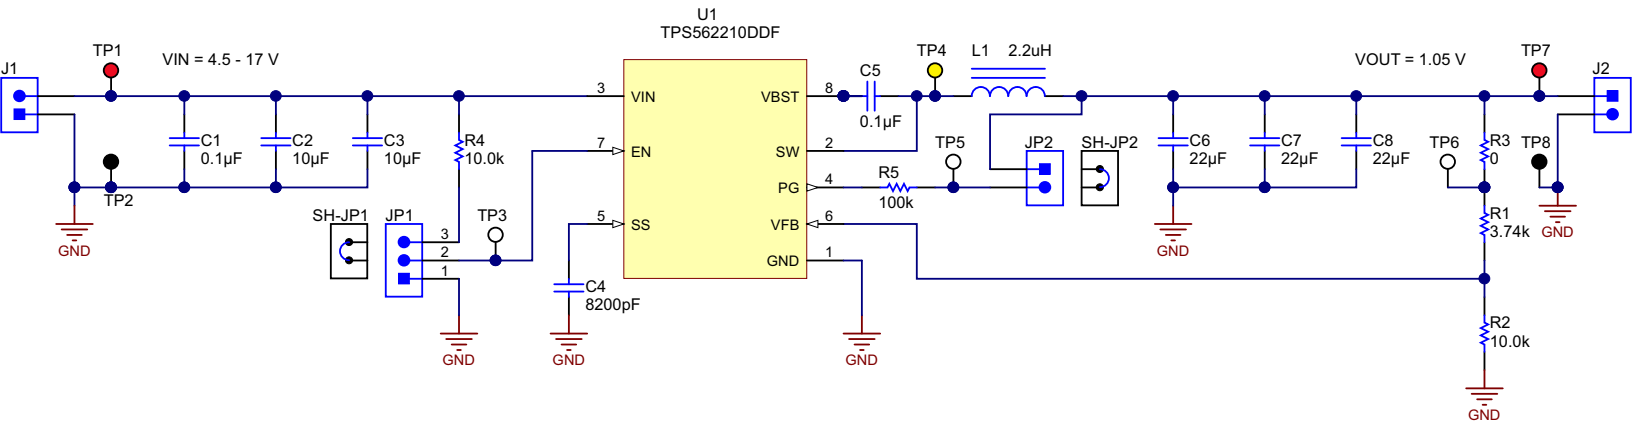 U1
TPS562210DDF
TP1
VIN = 4.5 - 17 V
TP4
L1 2.2uH
VOUT = 1.05 V
TP7
J1
C5
J2
3 VIN
VBST 8
0.1µF
C1
0.1µF
C2
10µF
C3
10µF
R4
10.0k
7 EN
SW 2
TP5
JP2
SH-JP2
C6
22µF
C7
22µF
C8
22µF
TP6
R3
0
TP8
TP2
PG 4
R5
100k
GND
SH-JP1
JP1
TP3
5 SS
VFB 6
GND
R1
3.74k
GND
3
2
1
GND 1
C4
8200pF
R2
10.0k
GND
GND
GND
GND